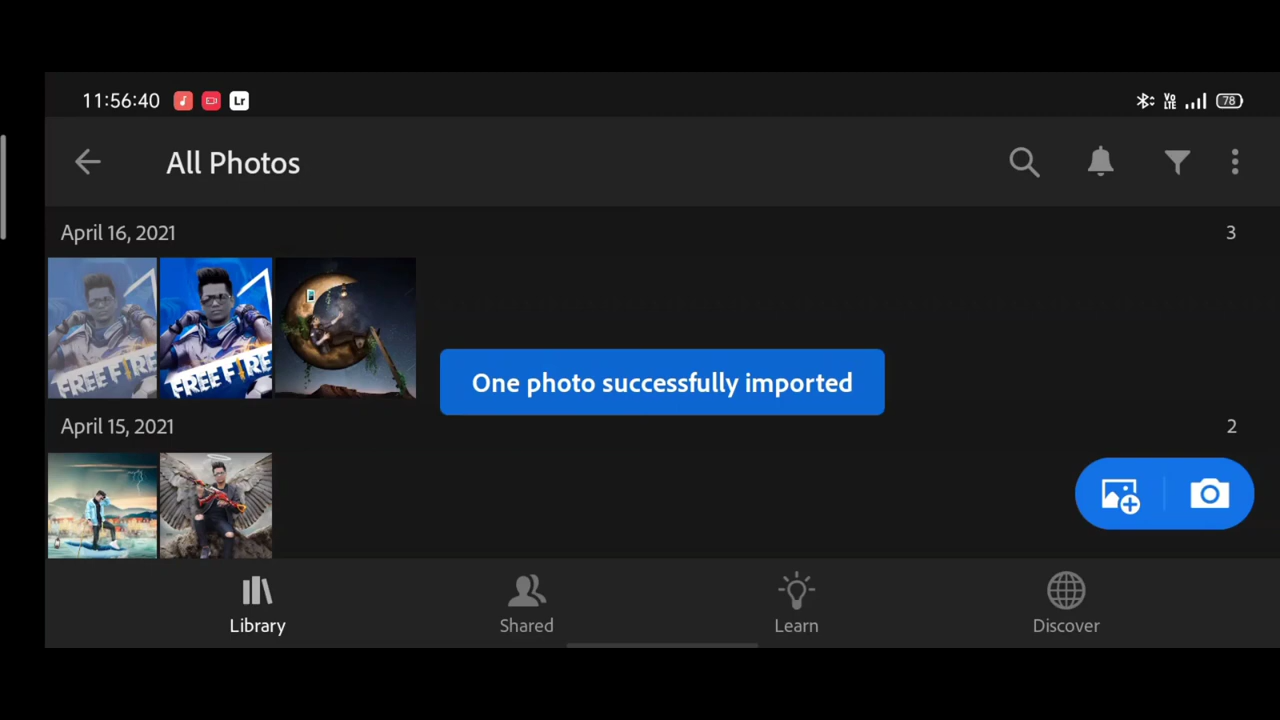 11:56:40 Lr VoLTE 78
All Photos
April 16, 2021 3
FREE FIRE FREE FIRE
One photo successfully imported
April 15, 2021 2
Library Shared Learn Discover